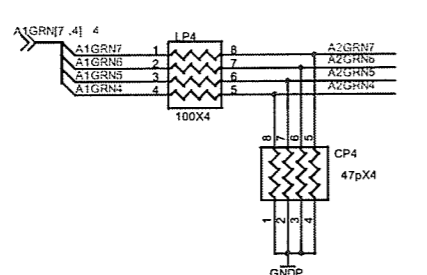 A1GRN[7..4] 4
LP4
A1GRN7 1 8 A2GRN7
A1GRN6 2 7 A2GRN6
A1GRN5 3 6 A2GRN5
A1GRN4 4 5 A2GRN4
100X4
8 7 6 5
CP4
47pX4
1 2 3 4
GNDP